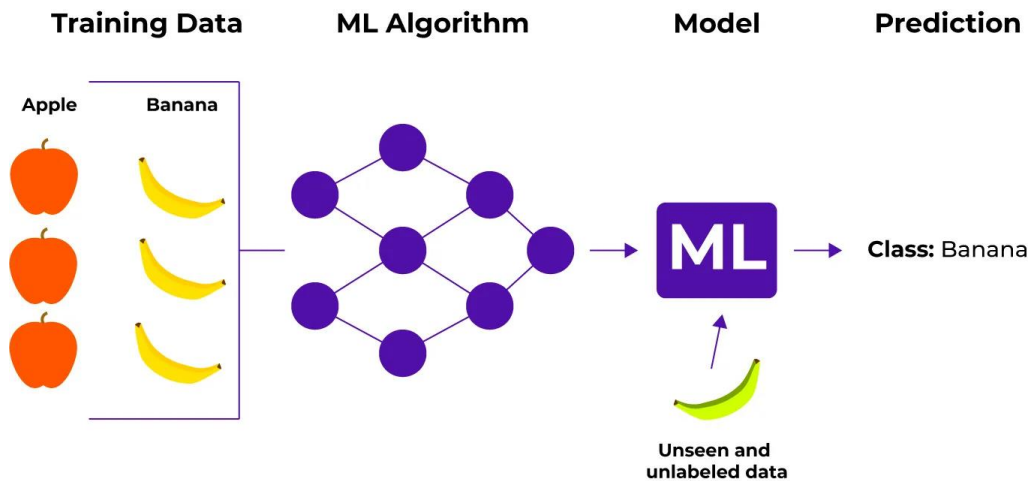 Training Data
ML Algorithm
Model
Prediction
Apple
Banana
ML
Class: Banana
Unseen and
unlabeled data